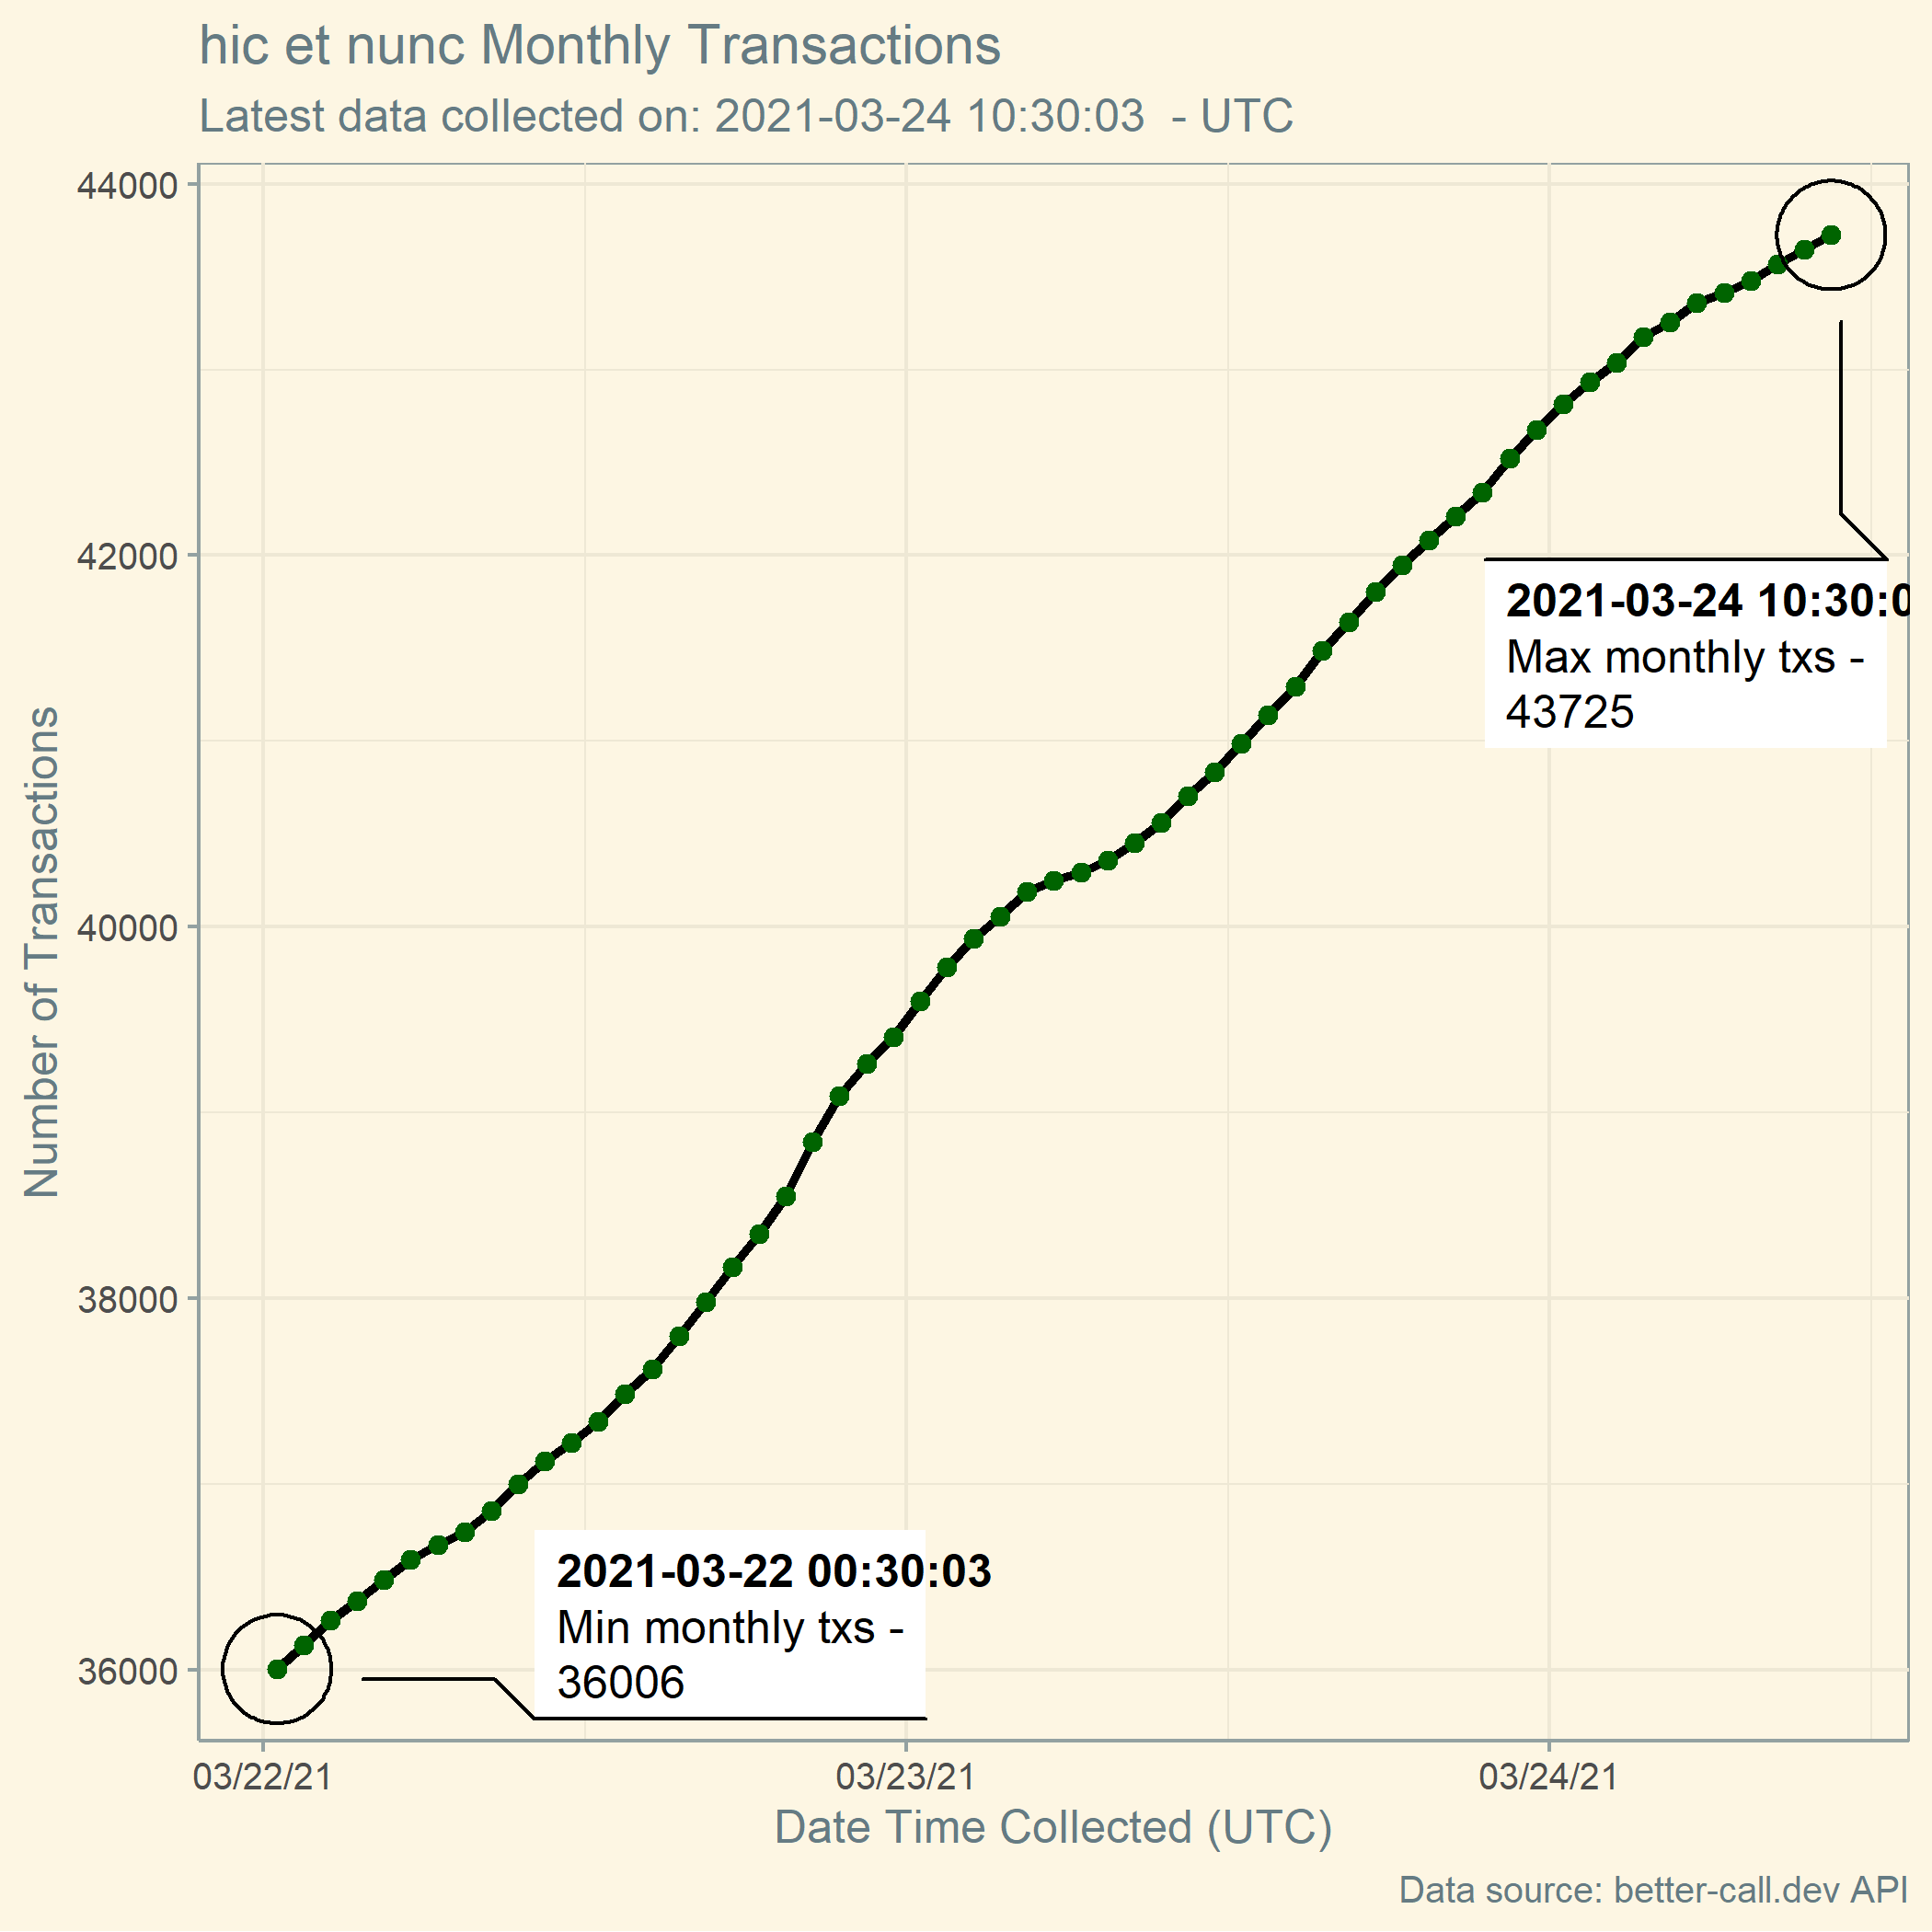 hic et nunc Monthly Transactions
Latest data collected on: 2021-03-24 10:30:03  - UTC
44000
42000
40000
38000
36000
Number of Transactions
2021-03-24 10:30:0
Max monthly txs -
43725
2021-03-22 00:30:03
Min monthly txs -
36006
03/22/21
03/23/21
03/24/21
Date Time Collected (UTC)
Data source: better-call.dev API